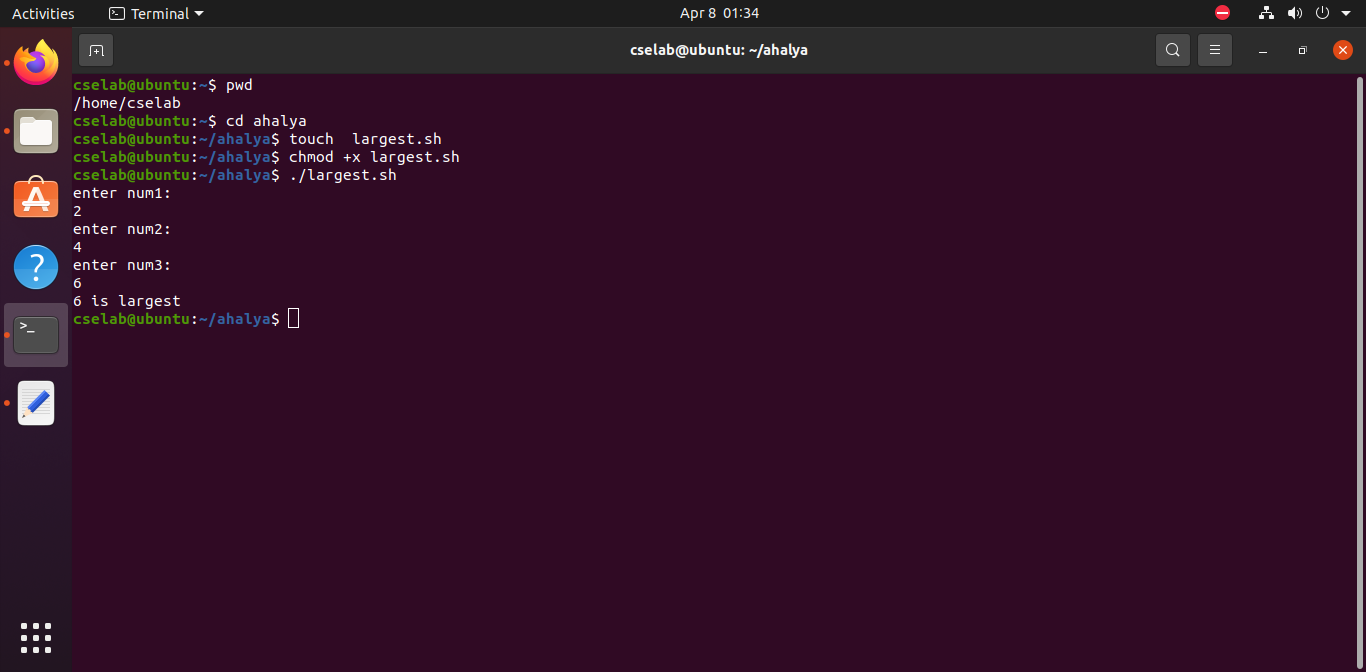 Activities
Terminal
Apr 8 01:34
cselab@ubuntu: ~/ahalya
cselab@ubuntu:~$ pwd
/home/cselab
cselab@ubuntu:~$ cd ahalya
cselab@ubuntu:~/ahalya$ touch  largest.sh
cselab@ubuntu:~/ahalya$ chmod +x largest.sh
cselab@ubuntu:~/ahalya$ ./largest.sh
enter num1:
2
enter num2:
4
enter num3:
6
6 is largest
cselab@ubuntu:~/ahalya$